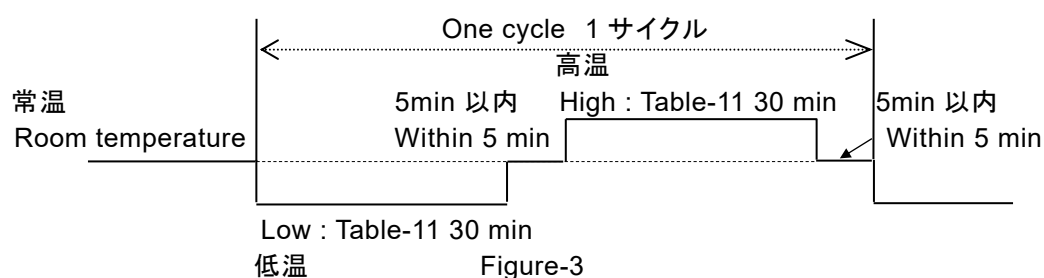 One cycle 1 サイクル
高温
常温 5min 以内 High : Table-11 30 min 5min 以内
Room temperature Within 5 min Within 5 min
Low : Table-11 30 min
低温 Figure-3